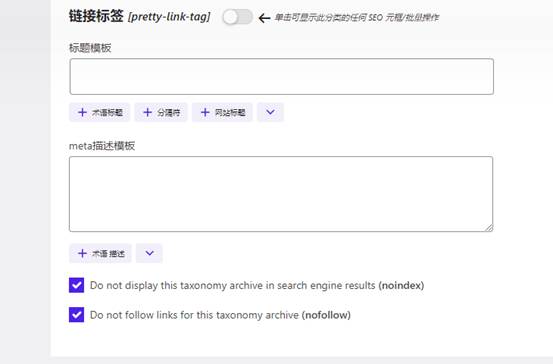 链接标签 [pretty-link-tag] 单击可显示此分类的任何 SEO 元框/批量操作
标题模板
+ 术语标题 + 分隔符 + 网站标题
meta描述模板
+ 术语 描述
Do not display this taxonomy archive in search engine results (noindex)
Do not follow links for this taxonomy archive (nofollow)